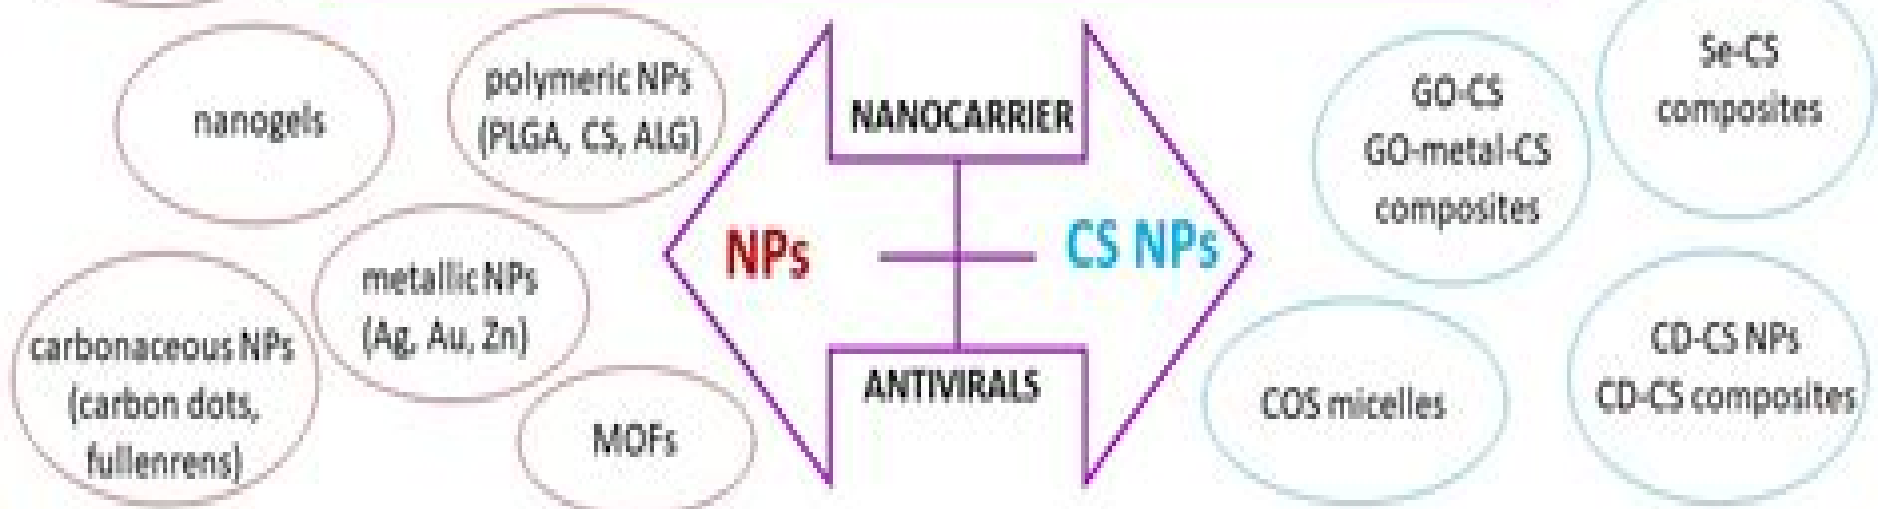 nanogels
polymeric NPs
(PLGA, CS, ALG)
metallic NPs
(Ag, Au, Zn)
carbonaceous NPs
(carbon dots,
fullenrens)
MOFs
NANOCARRIER
NPs
CS NPs
ANTIVIRALS
GO-CS
GO-metal-CS
composites
Se-CS
composites
COS micelles
CD-CS NPs
CD-CS composites